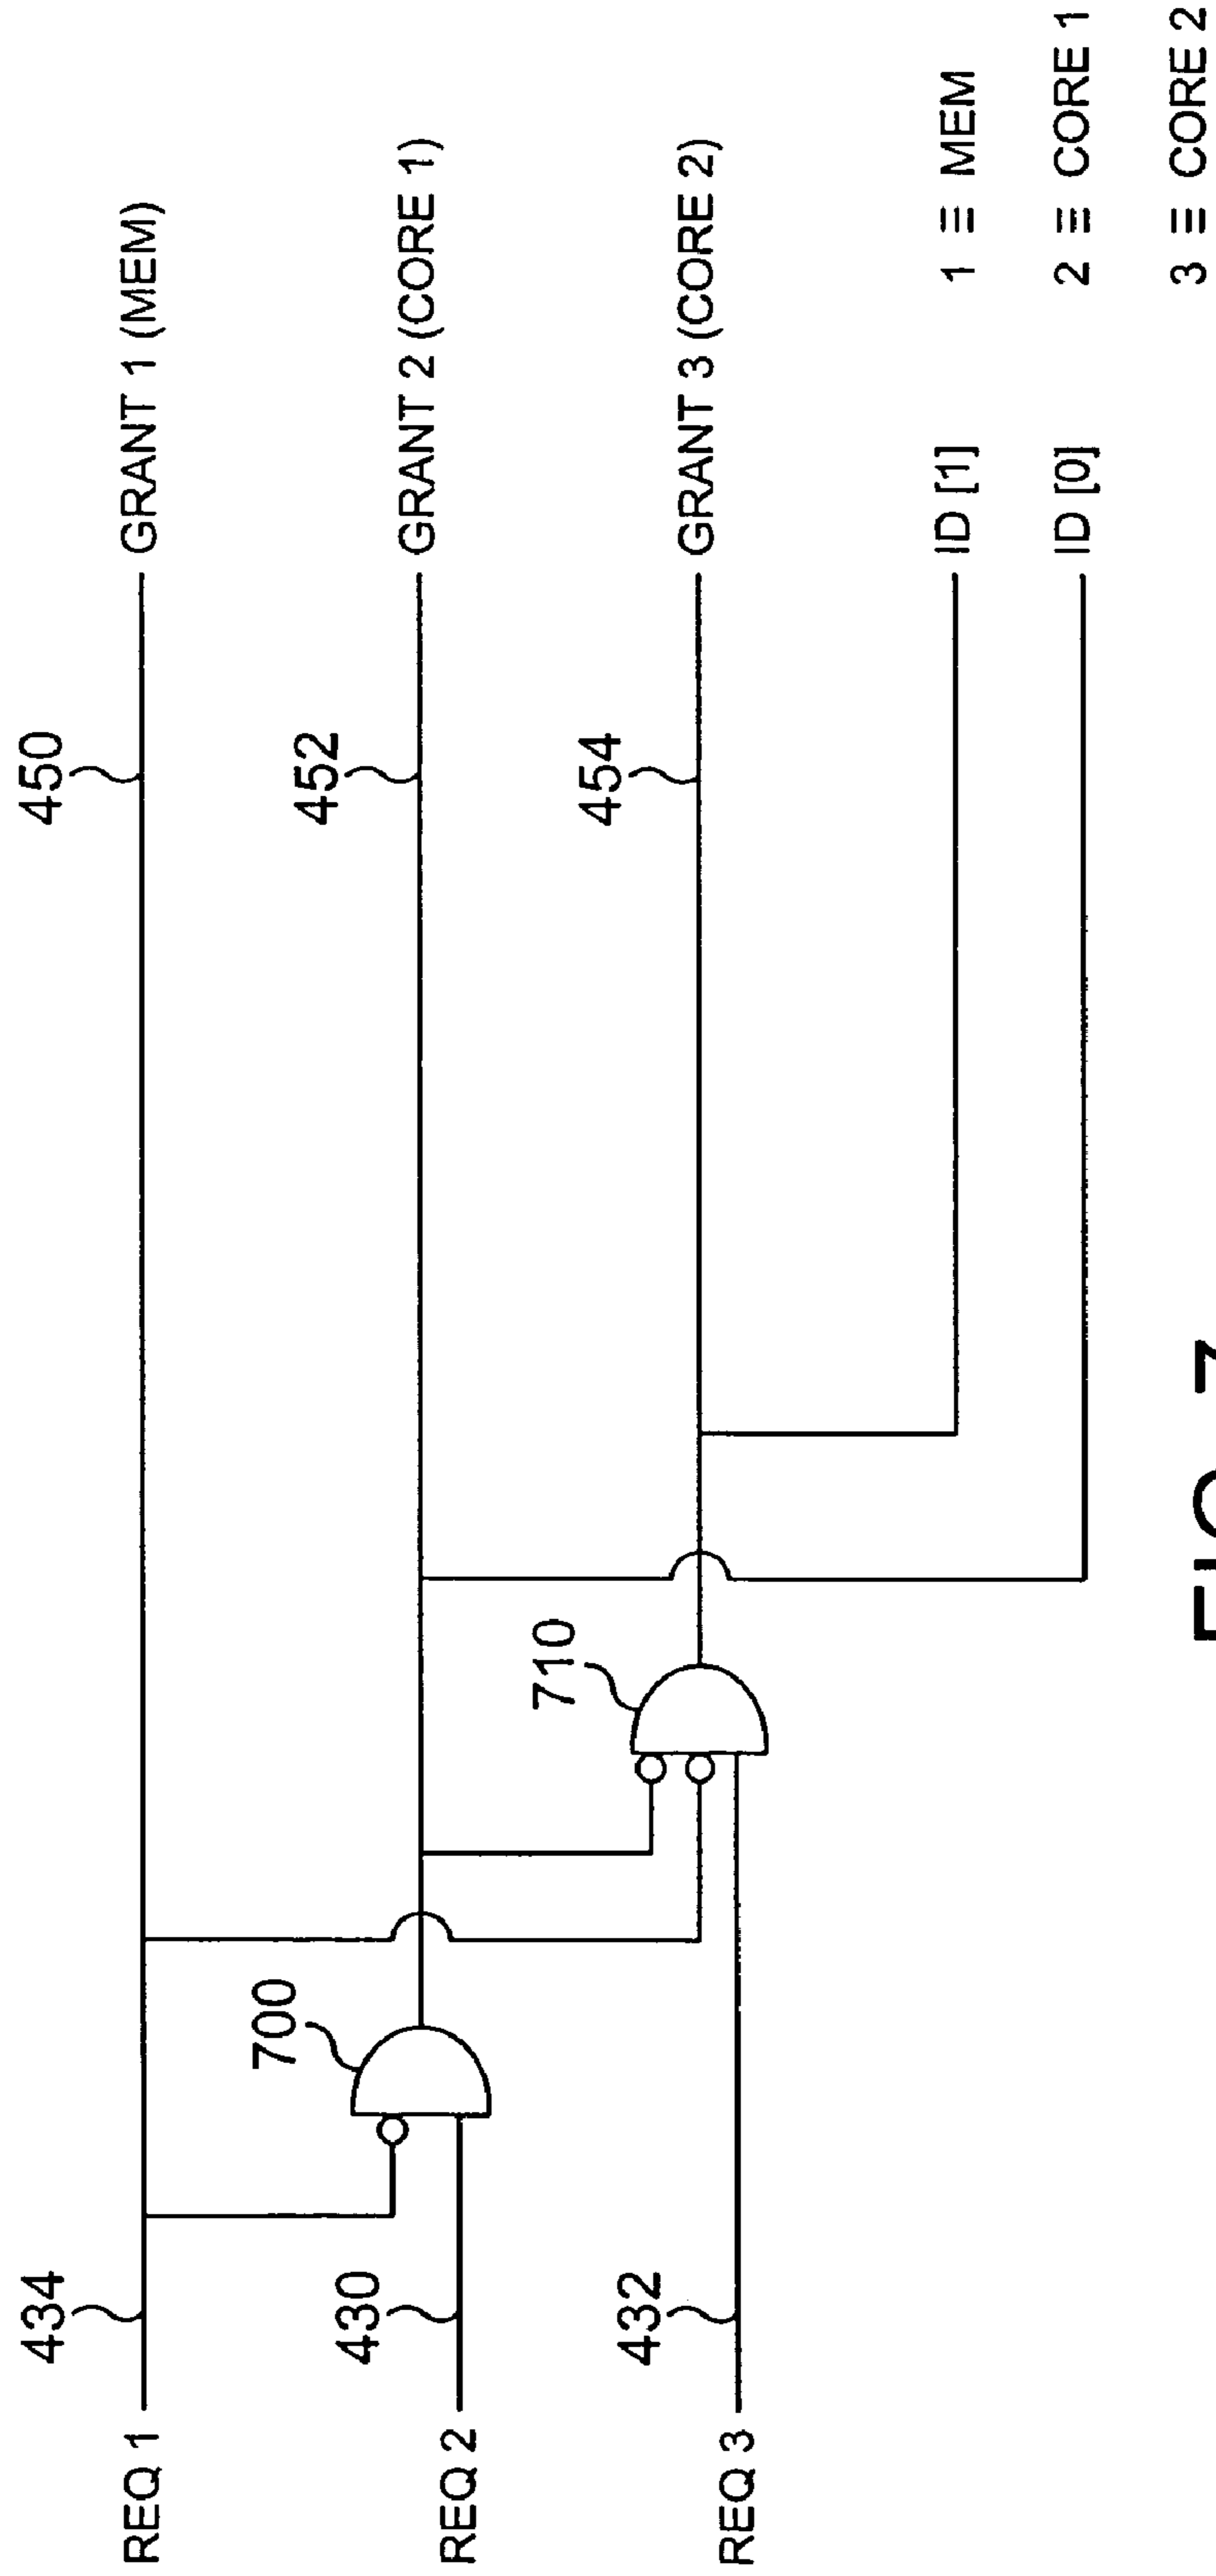 434
REQ 1
450
GRANT 1 (MEM)
700
430
REQ 2
452
GRANT 2 (CORE 1)
710
432
REQ 3
454
GRANT 3 (CORE 2)
ID [1]
1 ≡ MEM
ID [0]
2 ≡ CORE 1
3 ≡ CORE 2